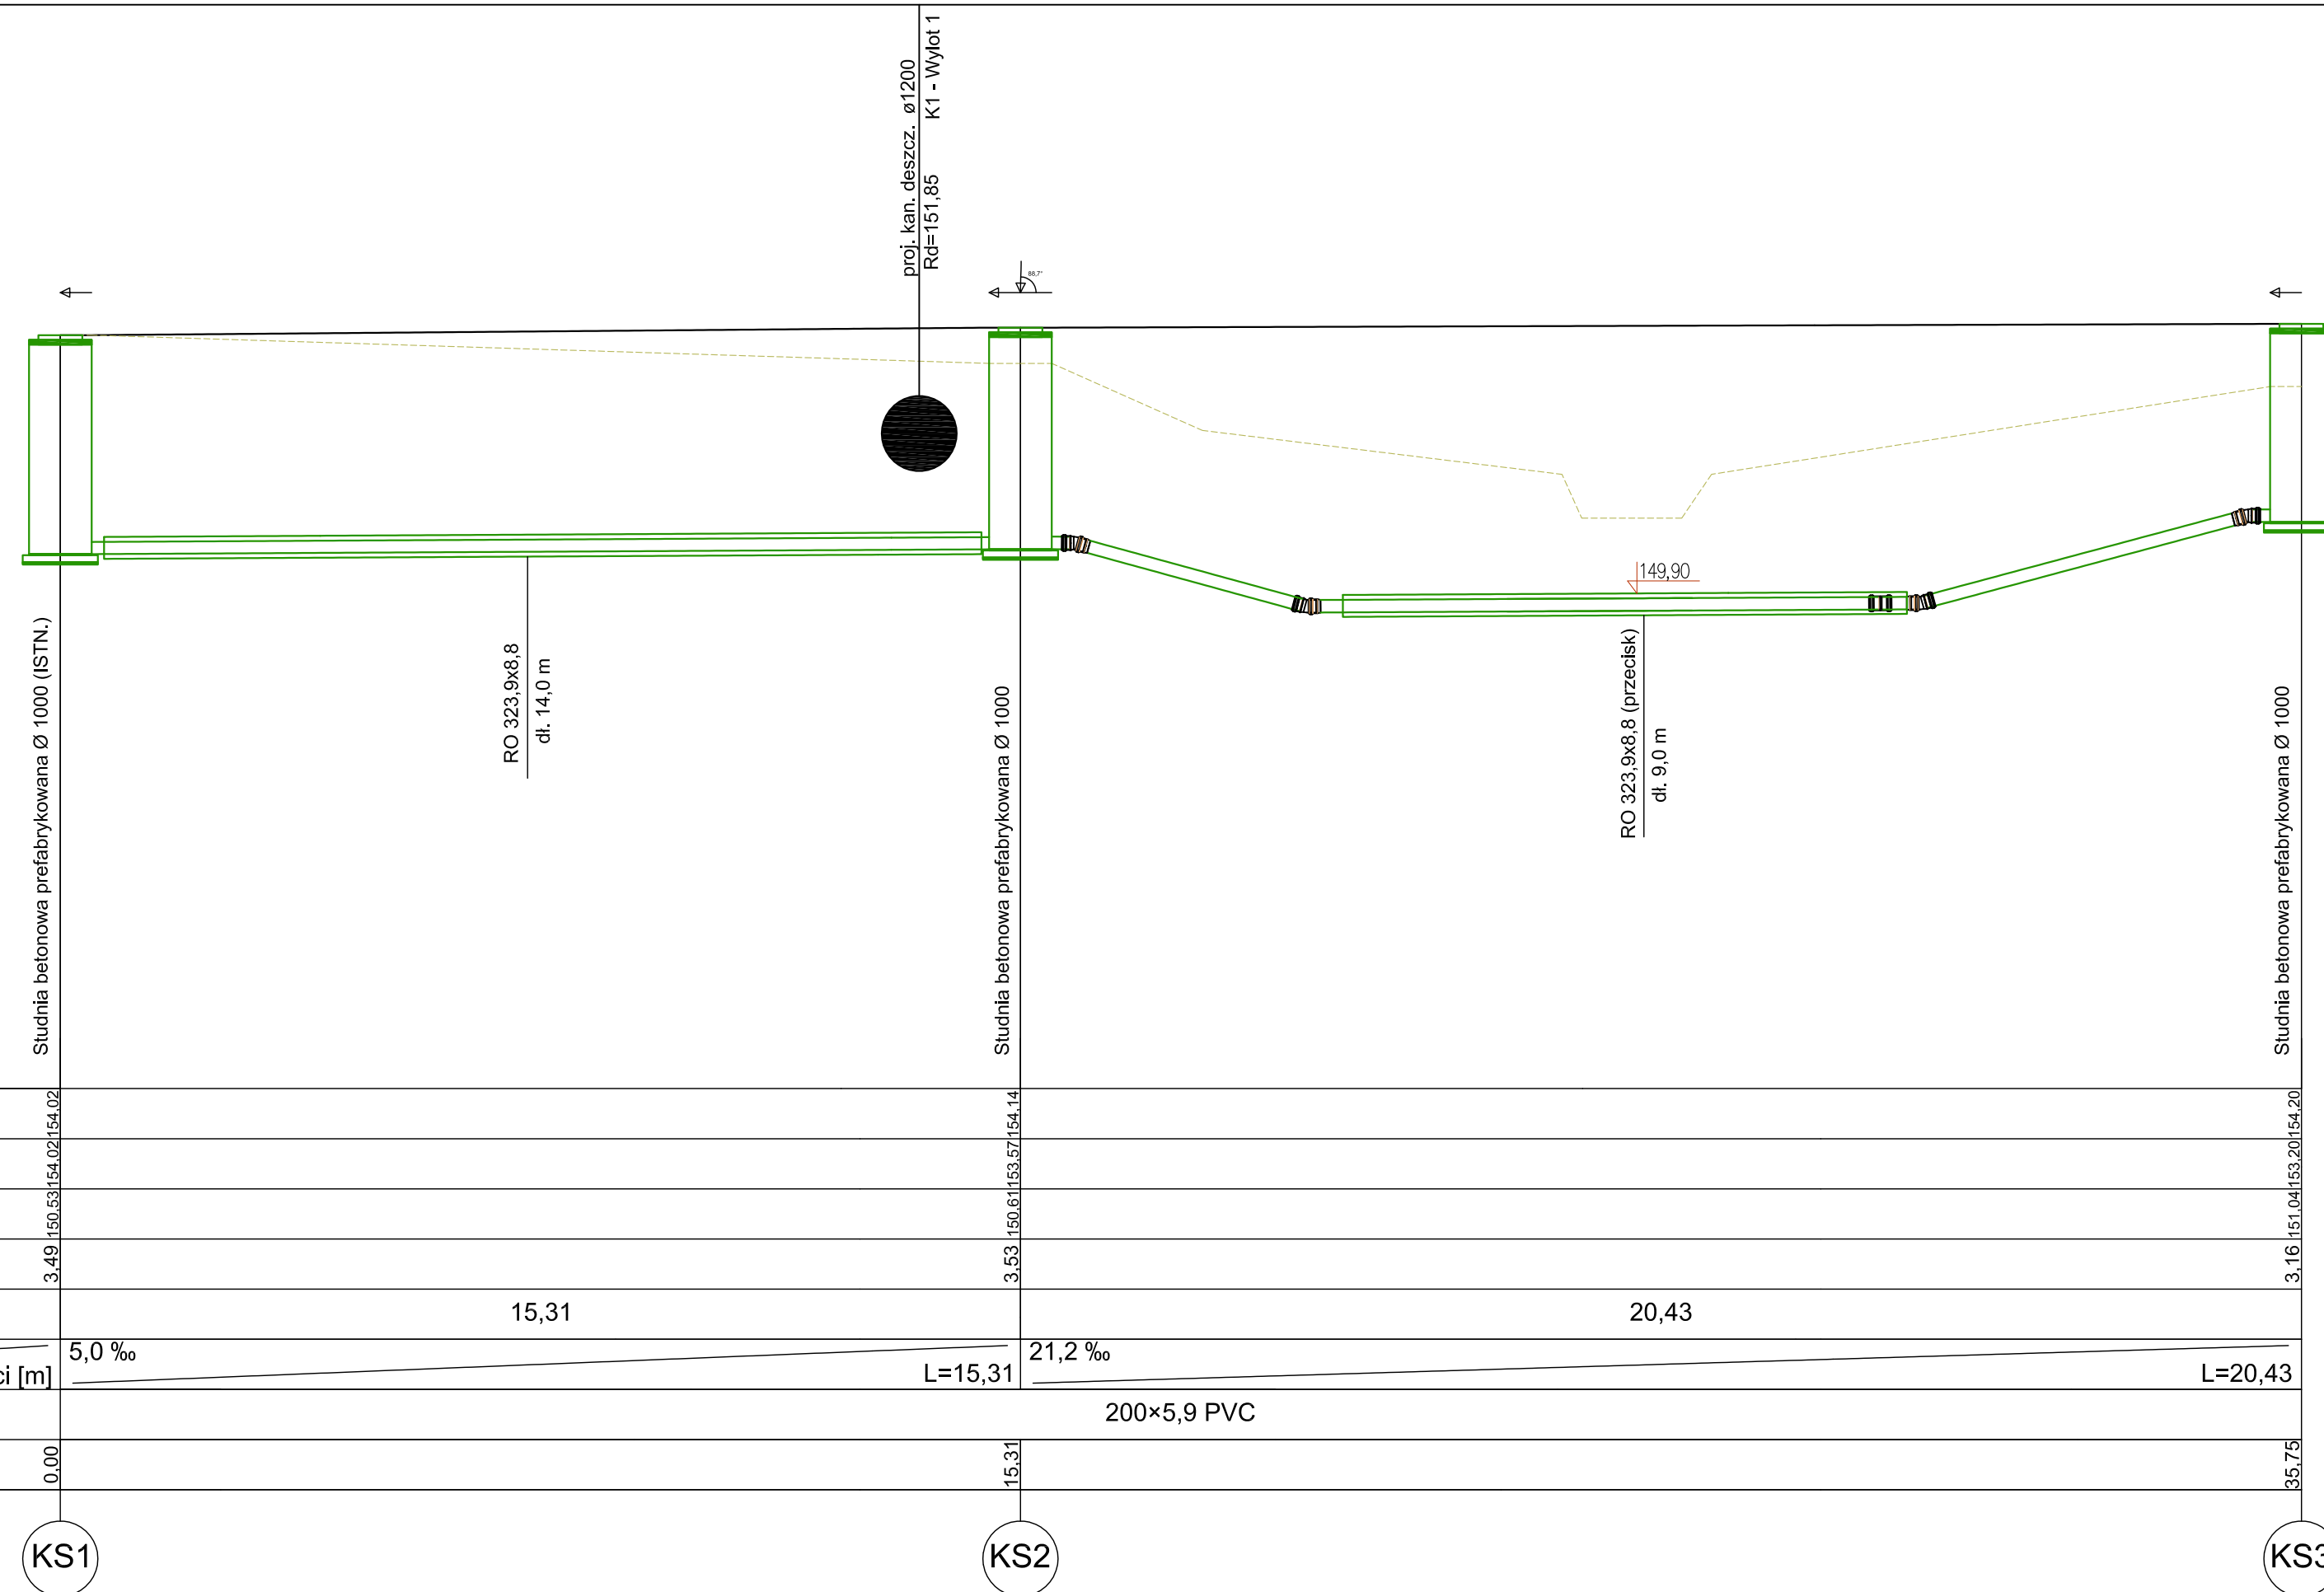 proj. kan. deszcz. ø1200
Rd=151,85 K1 - Wylot 1
88,7°
149,90
Studnia betonowa prefabrykowana Ø 1000 (ISTN.)
RO 323,9x8,8
dł. 14,0 m
Studnia betonowa prefabrykowana Ø 1000
RO 323,9x8,8 (przecisk)
dł. 9,0 m
Studnia betonowa prefabrykowana Ø 1000
154,02 154,14 154,20
154,02 153,57 153,20
150,53 150,61 151,04
3,49 3,53 3,16
15,31 20,43
5,0 ‰ 21,2 ‰
ci [m] L=15,31 L=20,43
200×5,9 PVC
0,00 15,31 35,75
KS1 KS2 KS3